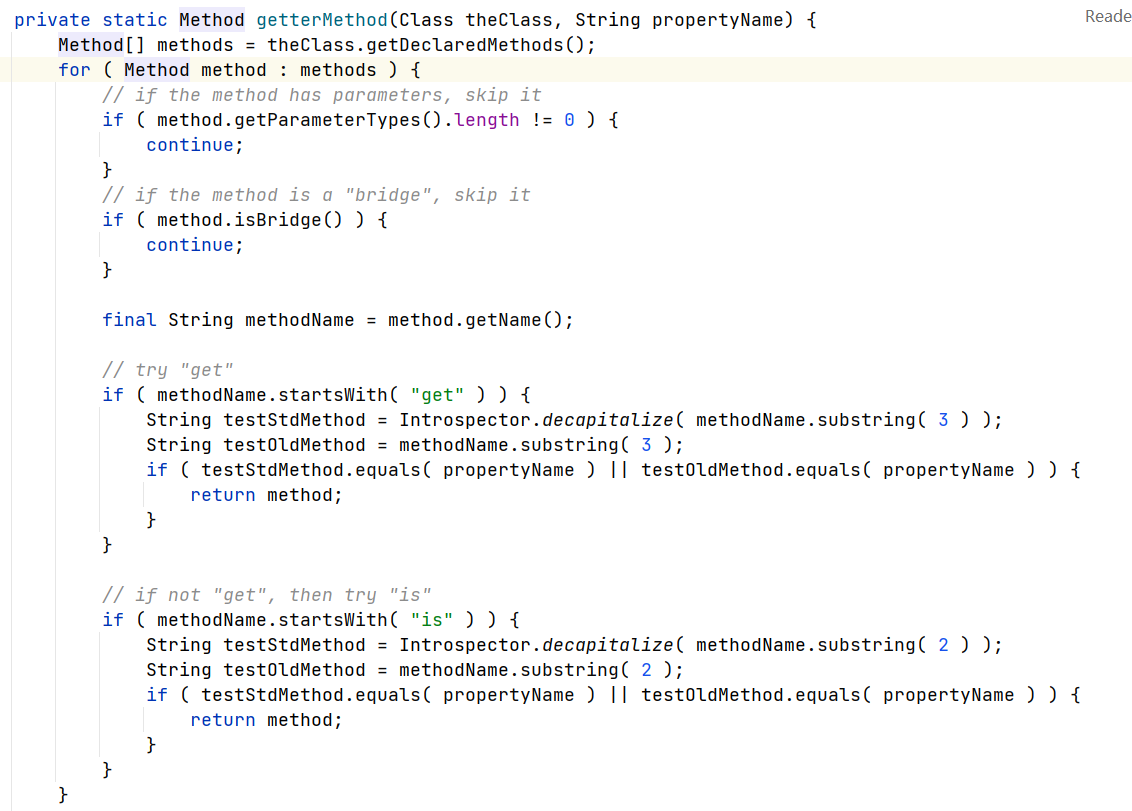 private static Method getterMethod(Class theClass, String propertyName) {
Reade
    Method[] methods = theClass.getDeclaredMethods();
    for ( Method method : methods ) {
        // if the method has parameters, skip it
        if ( method.getParameterTypes().length != 0 ) {
            continue;
        }
        // if the method is a "bridge", skip it
        if ( method.isBridge() ) {
            continue;
        }
        final String methodName = method.getName();
        // try "get"
        if ( methodName.startsWith( "get" ) ) {
            String testStdMethod = Introspector.decapitalize( methodName.substring( 3 ) );
            String testOldMethod = methodName.substring( 3 );
            if ( testStdMethod.equals( propertyName ) || testOldMethod.equals( propertyName ) ) {
                return method;
            }
        }
        // if not "get", then try "is"
        if ( methodName.startsWith( "is" ) ) {
            String testStdMethod = Introspector.decapitalize( methodName.substring( 2 ) );
            String testOldMethod = methodName.substring( 2 );
            if ( testStdMethod.equals( propertyName ) || testOldMethod.equals( propertyName ) ) {
                return method;
            }
        }
    }